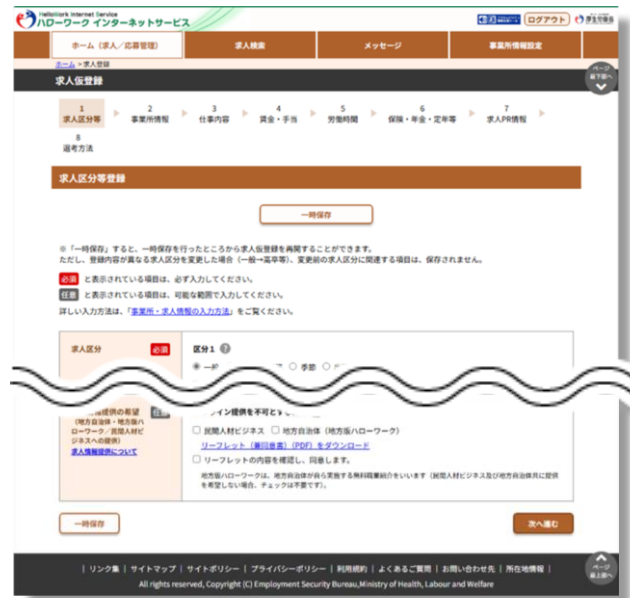 HelloWork Internet Service
ハローワーク インターネットサービス
ログアウト
厚生労働省
ホーム（求人／応募管理）
求人検索
メッセージ
事業所情報設定
ホーム > 求人登録
ページ
最下部へ
求人仮登録
1
求人区分等
2
事業所情報
3
仕事内容
4
賃金・手当
5
労働時間
6
保険・年金・定年等
7
求人PR情報
8
選考方法
求人区分等登録
一時保存
※「一時保存」すると、一時保存を行ったところから求人仮登録を再開することができます。
ただし、登録内容が異なる求人区分を変更した場合（一般→高卒等）、変更前の求人区分に関連する項目は、保存されません。
必須 と表示されている項目は、必ず入力してください。
任意 と表示されている項目は、可能な範囲で入力してください。
詳しい入力方法は、「事業所・求人情報の入力方法」をご覧ください。
求人区分
必須
区分1
季節
提供の希望
（地方自治体・地方版ハ
ローワーク／民間人材ビ
ジネスへの提供）
求人情報提供について
イン提供を不可と
民間人材ビジネス 地方自治体（地方版ハローワーク）
リーフレット（兼同意書）（PDF）をダウンロード
リーフレットの内容を確認し、同意します。
地方版ハローワークは、地方自治体が自ら実施する無料職業紹介をいいます（民間人材ビジネス及び地方自治体共に提供
を希望しない場合、チェックは不要です）。
一時保存
次へ進む
| リンク集 | サイトマップ | サイトポリシー | プライバシーポリシー | 利用規約 | よくあるご質問 | お問い合わせ先 | 所在地情報 |
All rights reserved, Copyright (C) Employment Security Bureau,Ministry of Health, Labour and Welfare
ページ
最上部へ